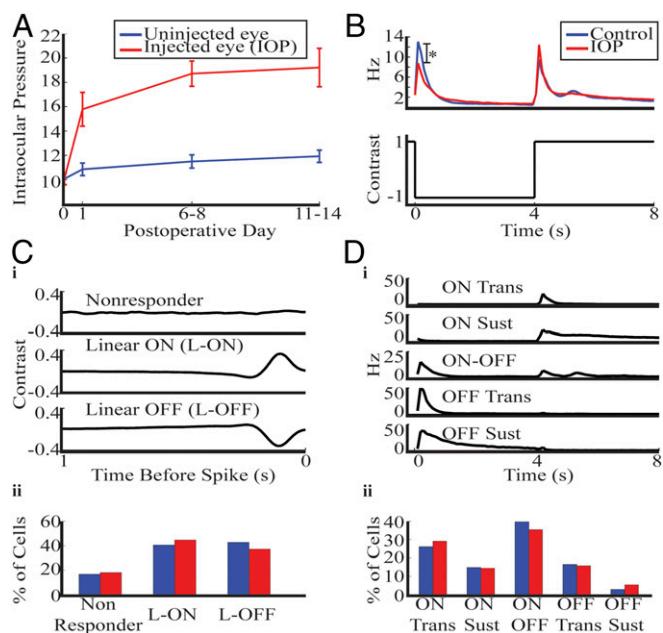 A
Uninjected eye
Injected eye (IOP)
Intraocular Pressure
22
20
18
16
14
12
10
0 1 6-8 11-14
Postoperative Day
B
Control
IOP
*
Hz
12
10
6
2
Contrast
1
-1
0 4 8
Time (s)
C
i
Contrast
0.4
-0.4
Nonresponder
0.4
-0.4
Linear ON (L-ON)
0.4
-0.4
Linear OFF (L-OFF)
1 0
Time Before Spike (s)
ii
% of Cells
60
40
20
0
Non
Responder
L-ON
L-OFF
D
i
Hz
50
0
ON Trans
50
0
ON Sust
25
0
ON-OFF
50
0
OFF Trans
50
0
OFF Sust
0 4 8
Time (s)
ii
% of Cells
40
30
20
10
0
ON
Trans
ON
Sust
ON
OFF
OFF
Trans
OFF
Sust